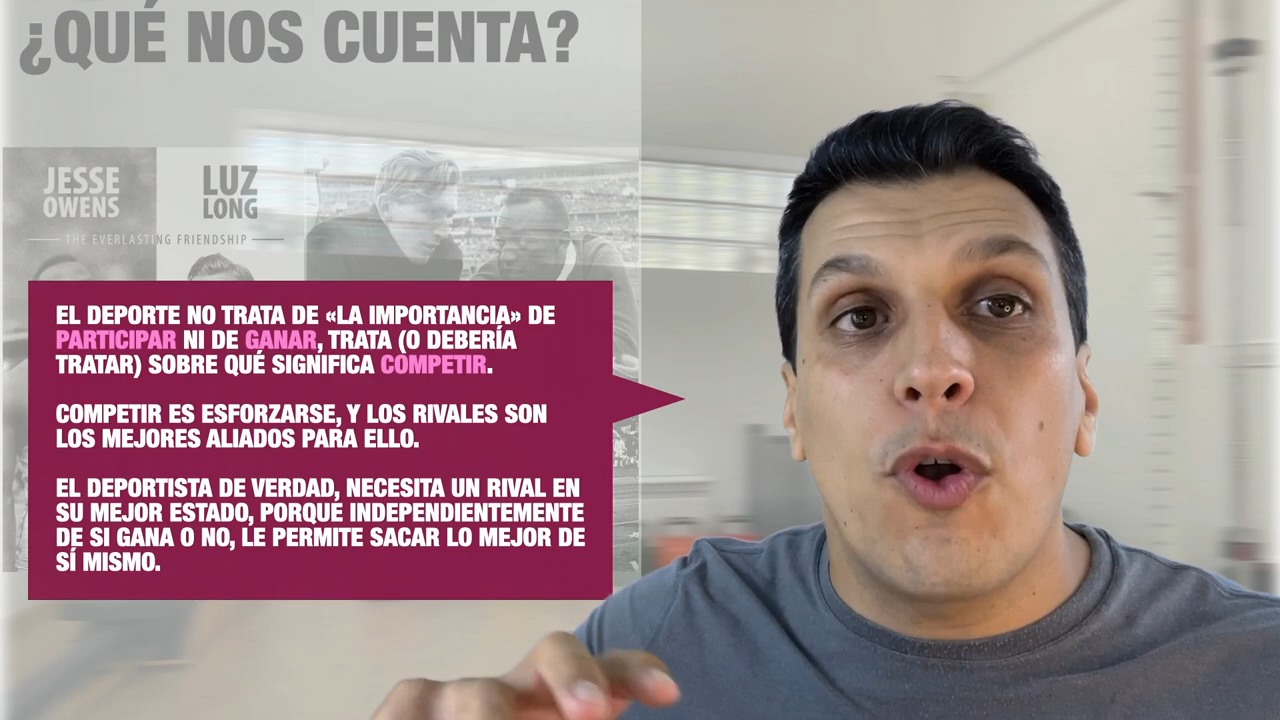 ¿QUÉ NOS CUENTA?
JESSE
OWENS
LUZ
LONG
THE EVERLASTING FRIENDSHIP
EL DEPORTE NO TRATA DE «LA IMPORTANCIA» DE
PARTICIPAR NI DE GANAR, TRATA (O DEBERÍA
TRATAR) SOBRE QUÉ SIGNIFICA COMPETIR.
COMPETIR ES ESFORZARSE, Y LOS RIVALES SON
LOS MEJORES ALIADOS PARA ELLO.
EL DEPORTISTA DE VERDAD, NECESITA UN RIVAL EN
SU MEJOR ESTADO, PORQUE INDEPENDIENTEMENTE
DE SI GANA O NO, LE PERMITE SACAR LO MEJOR DE
SÍ MISMO.